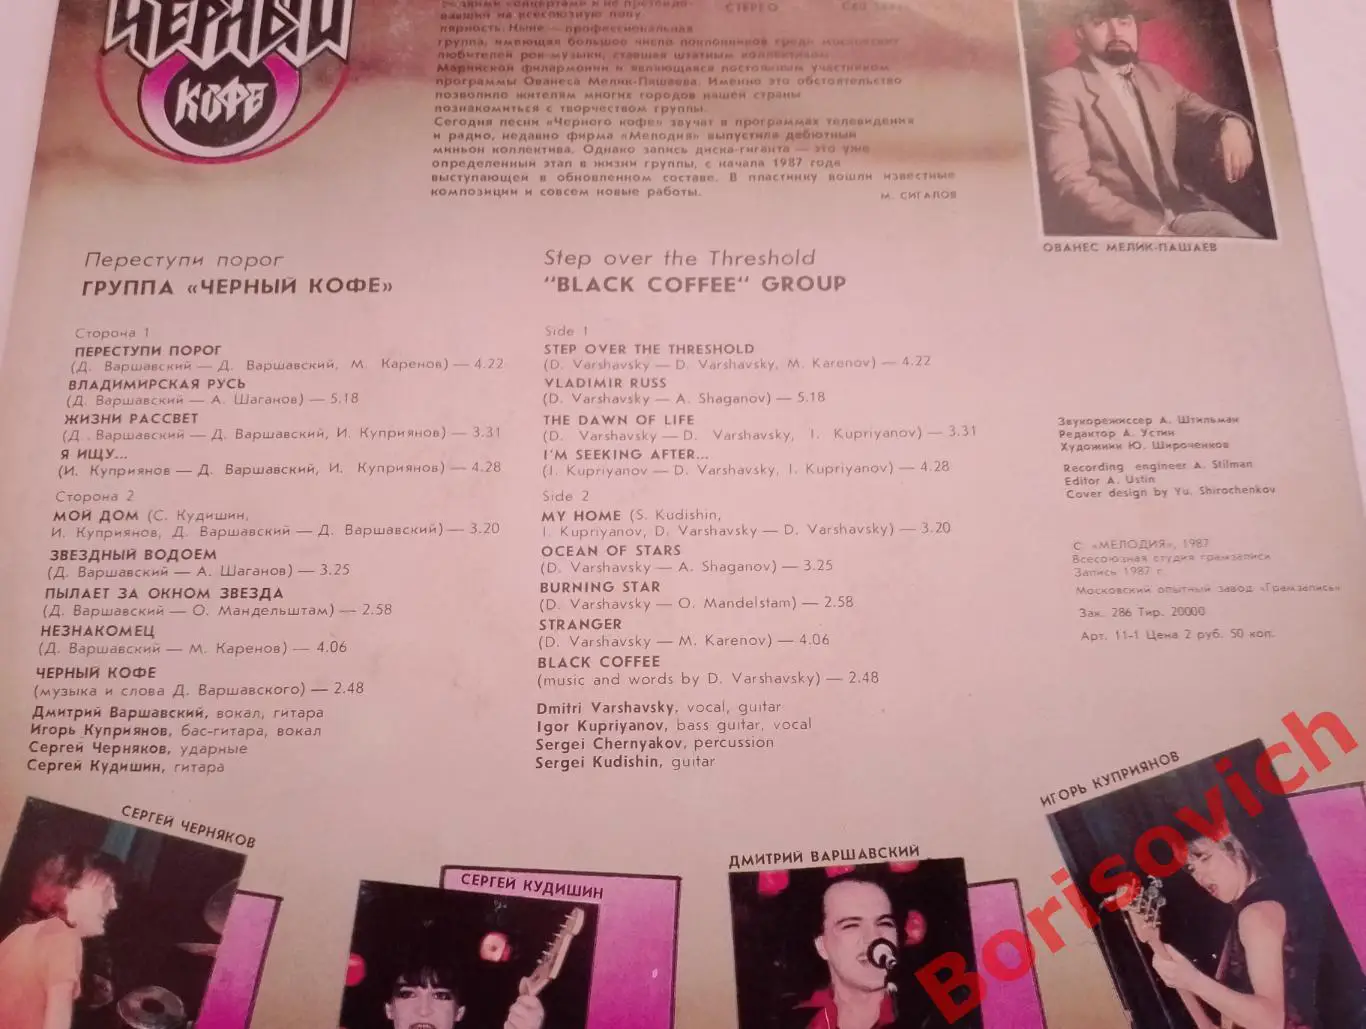 ЧЕРНЫЙ
КОФЕ
вавший на всесоюзную попу
лярность. Ныне — профессиональная
группа, имеющая большое число поклонников среди московских
любителей рок-музыки, ставшая штатным коллективом
Марийской филармонии и являющаяся постоянным участником
программы Ованеса Мелик-Пашаева. Именно это обстоятельство
позволило жителям многих городов нашей страны
познакомиться с творчеством группы.
Сегодня песни «Черного кофе» звучат в программах телевидения
и радио, недавно фирма «Мелодия» выпустила дебютный
миньон коллектива. Однако запись диска-гиганта — это уже
определенный этап в жизни группы, с начала 1987 года
выступающей в обновленном составе. В пластинку вошли известные
композиции и совсем новые работы.
М. СИГАЛОВ
СТЕРЕО
ОВАНЕС МЕЛИК-ПАШАЕВ
Переступи порог
ГРУППА «ЧЕРНЫЙ КОФЕ»
Сторона 1
ПЕРЕСТУПИ ПОРОГ
(Д. Варшавский — Д. Варшавский, М. Каренов) — 4.22
ВЛАДИМИРСКАЯ РУСЬ
(Д. Варшавский — А. Шаганов) — 5.18
ЖИЗНИ РАССВЕТ
(Д. Варшавский — Д. Варшавский, И. Куприянов) — 3.31
Я ИЩУ...
(И. Куприянов — Д. Варшавский, И. Куприянов) — 4.28
Сторона 2
МОЙ ДОМ (С. Кудишин,
И. Куприянов, Д. Варшавский — Д. Варшавский) — 3.20
ЗВЕЗДНЫЙ ВОДОЕМ
(Д. Варшавский — А. Шаганов) — 3.25
ПЫЛАЕТ ЗА ОКНОМ ЗВЕЗДА
(Д. Варшавский — О. Мандельштам) — 2.58
НЕЗНАКОМЕЦ
(Д. Варшавский — М. Каренов) — 4.06
ЧЕРНЫЙ КОФЕ
(музыка и слова Д. Варшавского) — 2.48
Дмитрий Варшавский, вокал, гитара
Игорь Куприянов, бас-гитара, вокал
Сергей Черняков, ударные
Сергей Кудишин, гитара
Step over the Threshold
"BLACK COFFEE" GROUP
Side 1
STEP OVER THE THRESHOLD
(D. Varshavsky — D. Varshavsky, M. Karenov) — 4.22
VLADIMIR RUSS
(D. Varshavsky — A. Shaganov) — 5.18
THE DAWN OF LIFE
(D. Varshavsky — D. Varshavsky, I. Kupriyanov) — 3.31
I'M SEEKING AFTER...
(I. Kupriyanov — D. Varshavsky, I. Kupriyanov) — 4.28
Side 2
MY HOME (S. Kudishin,
I. Kupriyanov, D. Varshavsky — D. Varshavsky) — 3.20
OCEAN OF STARS
(D. Varshavsky — A. Shaganov) — 3.25
BURNING STAR
(D. Varshavsky — O. Mandelstam) — 2.58
STRANGER
(D. Varshavsky — M. Karenov) — 4.06
BLACK COFFEE
(music and words by D. Varshavsky) — 2.48
Dmitri Varshavsky, vocal, guitar
Igor Kupriyanov, bass guitar, vocal
Sergei Chernyakov, percussion
Sergei Kudishin, guitar
Звукорежиссер А. Штильман
Редактор А. Устин
Художник Ю. Широченков
Recording engineer A. Stilman
Editor A. Ustin
Cover design by Yu. Shirochenkov
С «МЕЛОДИЯ», 1987
Всесоюзная студия грамзаписи
Запись 1987 г.
Московский опытный завод «Грамзапись»
Зак. 286 Тир. 20000
Арт. 11-1 Цена 2 руб. 50 коп.
СЕРГЕЙ ЧЕРНЯКОВ
СЕРГЕЙ КУДИШИН
ДМИТРИЙ ВАРШАВСКИЙ
ИГОРЬ КУПРИЯНОВ
Borisovich